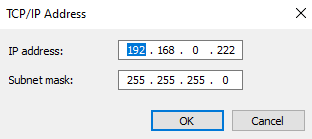 TCP/IP Address
IP address: 192 . 168 . 0 . 222
Subnet mask: 255 . 255 . 255 . 0
OK Cancel